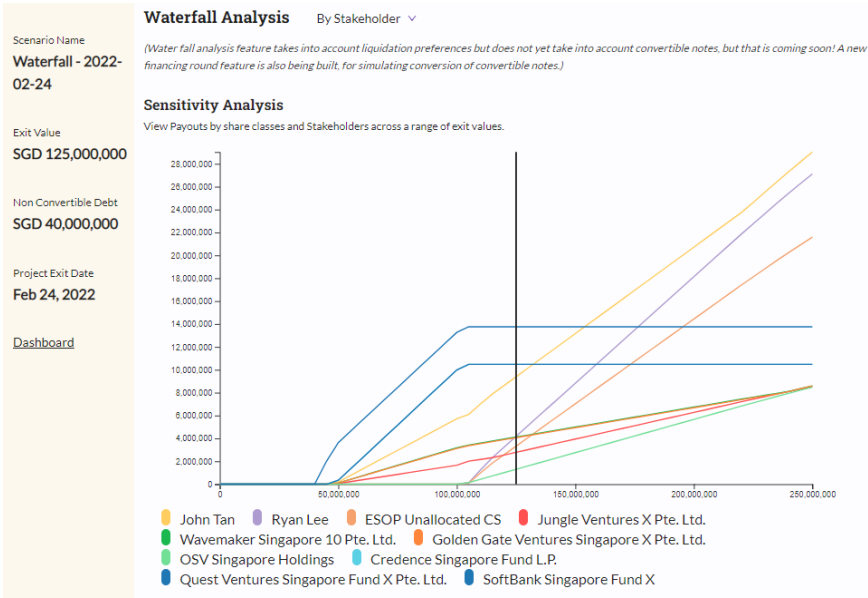 Waterfall Analysis By Stakeholder
Scenario Name
Waterfall - 2022-
02-24
Exit Value
SGD 125,000,000
Non Convertible Debt
SGD 40,000,000
Project Exit Date
Feb 24, 2022
Dashboard
(Water fall analysis feature takes into account liquidation preferences but does not yet take into account convertible notes, but that is coming soon! A new
financing round feature is also being built, for simulating conversion of convertible notes.)
Sensitivity Analysis
View Payouts by share classes and Stakeholders across a range of exit values.
28,000,000
26,000,000
24,000,000
22,000,000
20,000,000
18,000,000
16,000,000
14,000,000
12,000,000
10,000,000
8,000,000
6,000,000
4,000,000
2,000,000
0
0 50,000,000 100,000,000 150,000,000 200,000,000 250,000,000
John Tan Ryan Lee ESOP Unallocated CS Jungle Ventures X Pte. Ltd.
Wavemaker Singapore 10 Pte. Ltd. Golden Gate Ventures Singapore X Pte. Ltd.
OSV Singapore Holdings Credence Singapore Fund L.P.
Quest Ventures Singapore Fund X Pte. Ltd. SoftBank Singapore Fund X